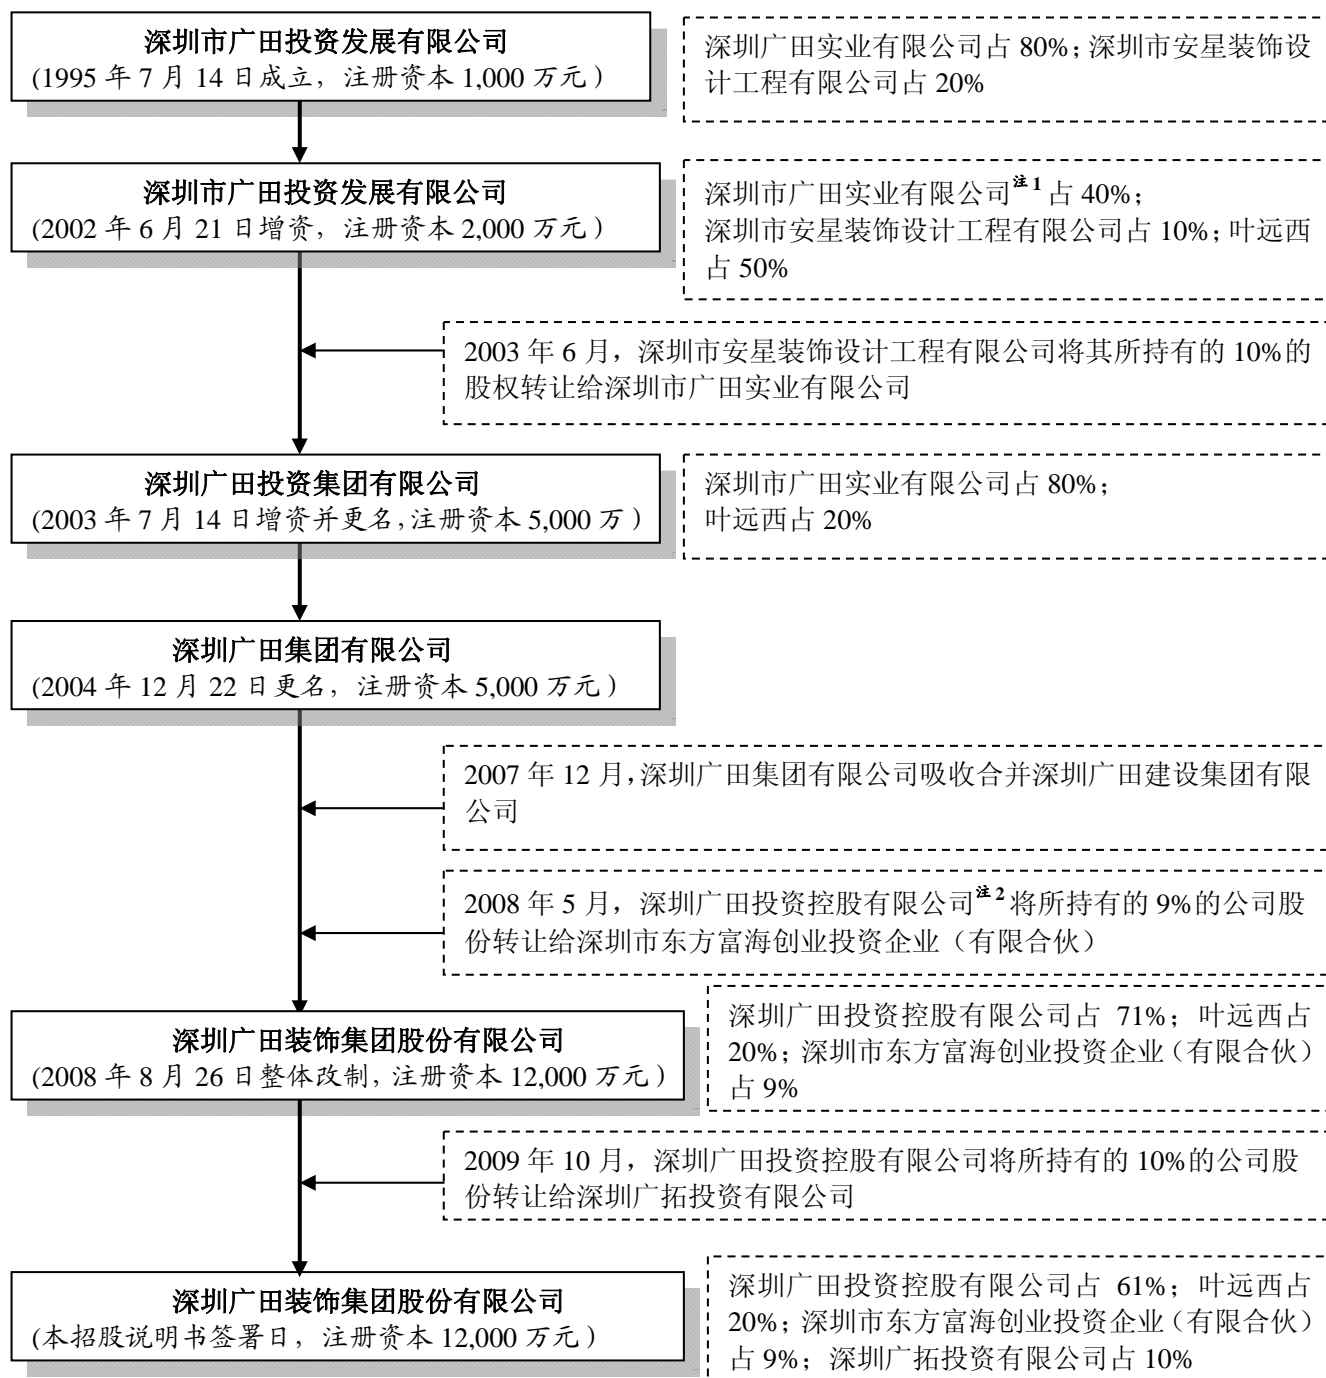 深圳市广田投资发展有限公司
(1995 年 7 月 14 日成立，注册资本 1,000 万元）
深圳广田实业有限公司占 80%；深圳市安星装饰设
计工程有限公司占 20%
深圳市广田投资发展有限公司
(2002 年 6 月 21 日增资，注册资本 2,000 万元）
深圳市广田实业有限公司注1 占 40%；
深圳市安星装饰设计工程有限公司占 10%；叶远西
占 50%
2003 年 6 月，深圳市安星装饰设计工程有限公司将其所持有的 10%的
股权转让给深圳市广田实业有限公司
深圳广田投资集团有限公司
(2003 年 7 月 14 日增资并更名，注册资本 5,000 万）
深圳市广田实业有限公司占 80%；
叶远西占 20%
深圳广田集团有限公司
(2004 年 12 月 22 日更名，注册资本 5,000 万元）
2007 年 12 月，深圳广田集团有限公司吸收合并深圳广田建设集团有限
公司
2008 年 5 月，深圳广田投资控股有限公司注2 将所持有的 9%的公司股
份转让给深圳市东方富海创业投资企业（有限合伙）
深圳广田装饰集团股份有限公司
(2008 年 8 月 26 日整体改制，注册资本 12,000 万元）
深圳广田投资控股有限公司占 71%；叶远西占
20%；深圳市东方富海创业投资企业（有限合伙）
占 9%
2009 年 10 月，深圳广田投资控股有限公司将所持有的 10%的公司股
份转让给深圳广拓投资有限公司
深圳广田装饰集团股份有限公司
(本招股说明书签署日，注册资本 12,000 万元）
深圳广田投资控股有限公司占 61%；叶远西占
20%；深圳市东方富海创业投资企业（有限合伙）
占 9%；深圳广拓投资有限公司占 10%